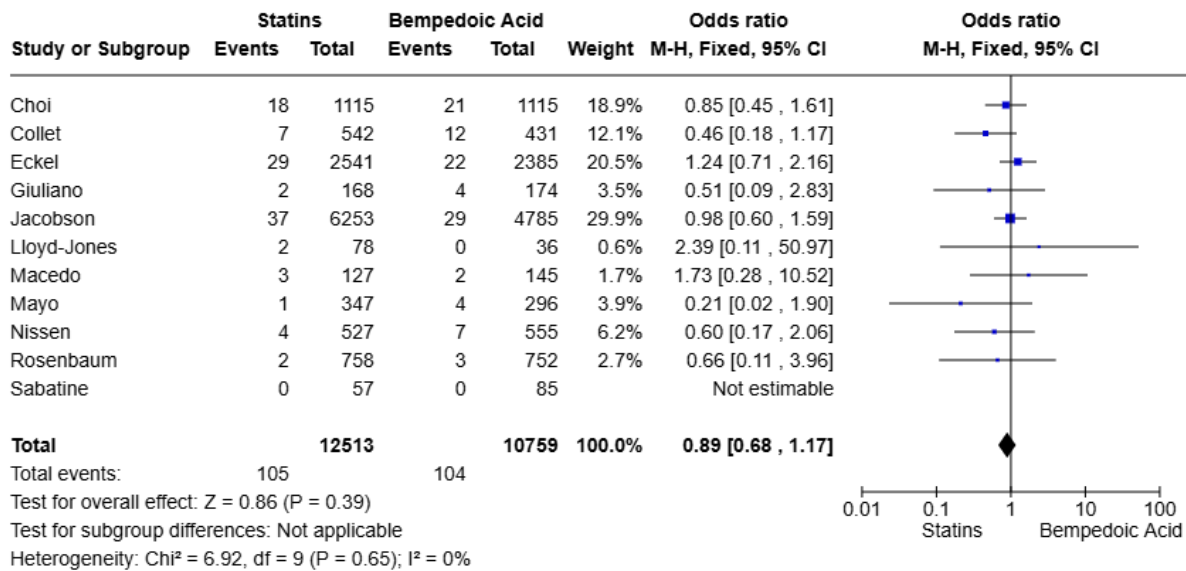 Statins Bempedoic Acid Odds ratio Odds ratio
Study or Subgroup Events Total Events Total Weight M-H, Fixed, 95% CI M-H, Fixed, 95% CI
Choi 18 1115 21 1115 18.9% 0.85 [0.45 , 1.61]
Collet 7 542 12 431 12.1% 0.46 [0.18 , 1.17]
Eckel 29 2541 22 2385 20.5% 1.24 [0.71 , 2.16]
Giuliano 2 168 4 174 3.5% 0.51 [0.09 , 2.83]
Jacobson 37 6253 29 4785 29.9% 0.98 [0.60 , 1.59]
Lloyd-Jones 2 78 0 36 0.6% 2.39 [0.11 , 50.97]
Macedo 3 127 2 145 1.7% 1.73 [0.28 , 10.52]
Mayo 1 347 4 296 3.9% 0.21 [0.02 , 1.90]
Nissen 4 527 7 555 6.2% 0.60 [0.17 , 2.06]
Rosenbaum 2 758 3 752 2.7% 0.66 [0.11 , 3.96]
Sabatine 0 57 0 85 Not estimable
Total 12513 10759 100.0% 0.89 [0.68 , 1.17]
Total events: 105 104
Test for overall effect: Z = 0.86 (P = 0.39)
0.01 0.1 1 10 100
Test for subgroup differences: Not applicable
Statins Bempedoic Acid
Heterogeneity: Chi² = 6.92, df = 9 (P = 0.65); I² = 0%